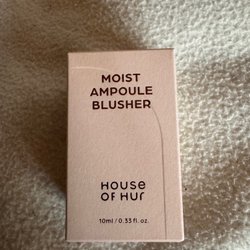 MOIST
AMPOULE
BLUSHER
HOUSE
OF HUR
10ml / 0.33 fl. oz.